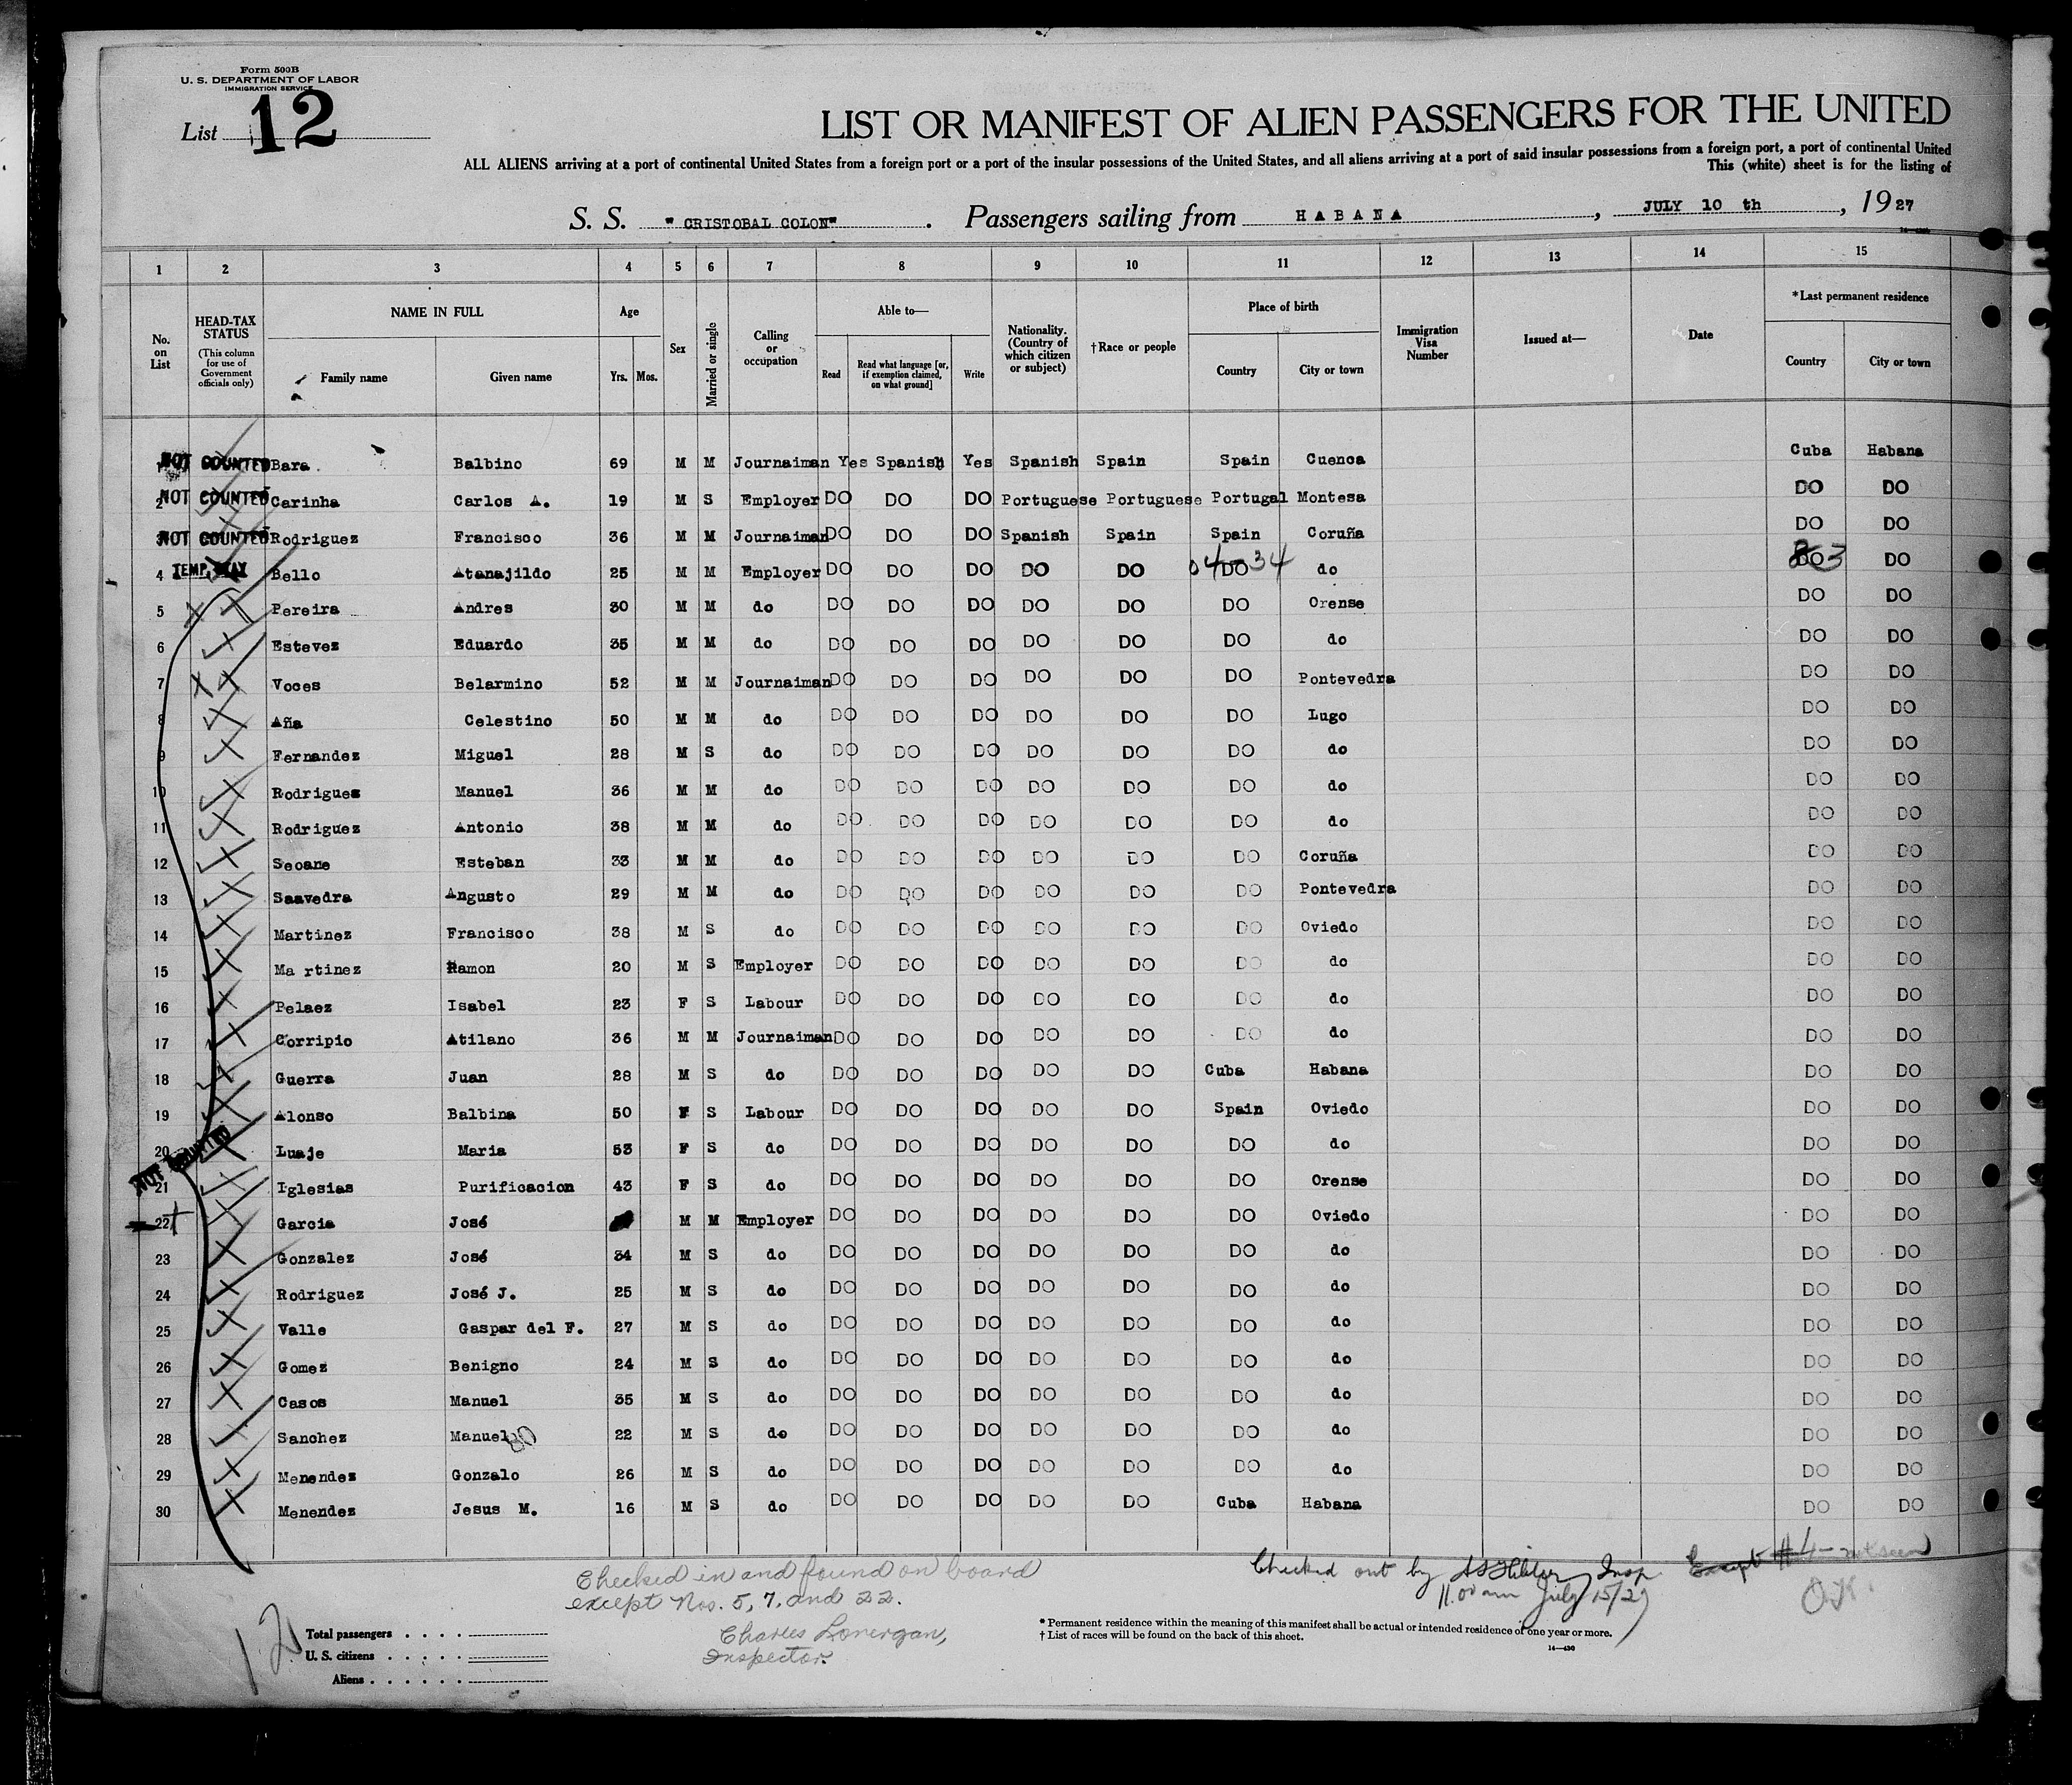 Form 500B
U. S. DEPARTMENT OF LABOR
IMMIGRATION SERVICE
List 12
LIST OR MANIFEST OF ALIEN PASSENGERS FOR THE UNITED
ALL ALIENS arriving at a port of continental United States from a foreign port or a port of the insular possessions of the United States, and all aliens arriving at a port of said insular possessions from a foreign port, a port of continental United
This (white) sheet is for the listing of
S. S. "CRISTOBAL COLON". Passengers sailing from HABANA, JULY 10 th, 1927
1 2 3 4 5 6 7 8 9 10 11 12 13 14 15
No. on List
HEAD-TAX STATUS (This column for use of Government officials only)
NAME IN FULL
Family name Given name
Age
Yrs. Mos.
Sex
Married or single
Calling or occupation
Able to—
Read Read what language [or, if exemption claimed, on what ground] Write
Nationality. (Country of which citizen or subject)
†Race or people
Place of birth
Country City or town
Immigration Visa Number
Issued at—
Date
*Last permanent residence
Country City or town
1 NOT COUNTED Bara Balbino 69 M M Journaiman Yes Spanish Yes Spanish Spain Spain Cuenca Cuba Habana
2 NOT COUNTED Carinha Carlos A. 19 M S Employer DO DO DO Portuguese Portuguese Portugal Montesa DO DO
3 NOT COUNTED Rodriguez Francisco 36 M M Journaiman DO DO DO Spanish Spain Spain Coruña DO DO
4 TEMP. Bello Atanajildo 25 M M Employer DO DO DO DO DO DO do DO DO
5 Pereira Andres 30 M M do DO DO DO DO DO DO Orense DO DO
6 Estevez Eduardo 35 M M do DO DO DO DO DO DO do DO DO
7 Voces Belarmino 52 M M Journaiman DO DO DO DO DO DO Pontevedra DO DO
8 Aña Celestino 50 M M do DO DO DO DO DO DO Lugo DO DO
9 Fernandez Miguel 28 M S do DO DO DO DO DO DO do DO DO
10 Rodriguez Manuel 36 M M do DO DO DO DO DO DO do DO DO
11 Rodriguez Antonio 38 M M do DO DO DO DO DO DO do DO DO
12 Seoane Esteban 33 M M do DO DO DO DO DO DO Coruña DO DO
13 Saavedra Angusto 29 M M do DO DO DO DO DO DO Pontevedra DO DO
14 Martinez Francisco 38 M S do DO DO DO DO DO DO Oviedo DO DO
15 Ma rtinez Ramon 20 M S Employer DO DO DO DO DO DO do DO DO
16 Pelaez Isabel 23 F S Labour DO DO DO DO DO DO do DO DO
17 Corripio Atilano 36 M M Journaiman DO DO DO DO DO DO do DO DO
18 Guerra Juan 28 M S do DO DO DO DO DO Cuba Habana DO DO
19 Alonso Balbina 50 F S Labour DO DO DO DO DO Spain Oviedo DO DO
20 Luaje Maria 53 F S do DO DO DO DO DO DO do DO DO
NOT COUNTED
21 Iglesias Purificacion 43 F S do DO DO DO DO DO DO Orense DO DO
22 Garcia José M M Employer DO DO DO DO DO DO Oviedo DO DO
23 Gonzalez José 34 M S do DO DO DO DO DO DO do DO DO
24 Rodriguez José J. 25 M S do DO DO DO DO DO DO do DO DO
25 Valle Gaspar del F. 27 M S do DO DO DO DO DO DO do DO DO
26 Gomez Benigno 24 M S do DO DO DO DO DO DO do DO DO
27 Casos Manuel 35 M S do DO DO DO DO DO DO do DO DO
28 Sanchez Manuel 22 M S do DO DO DO DO DO DO do DO DO
29 Menendez Gonzalo 26 M S do DO DO DO DO DO DO do DO DO
30 Menendez Jesus M. 16 M S do DO DO DO DO DO Cuba Habana DO DO
Checked in and found on board
except Nos. 5, 7, and 22.
Charles Lonergan,
Inspector.
Checked out by Insp. Except #4 - not seen
11.00 am July 15/27
OK.
12
Total passengers
U. S. citizens
Aliens
* Permanent residence within the meaning of this manifest shall be actual or intended residence of one year or more.
† List of races will be found on the back of this sheet.
14—430